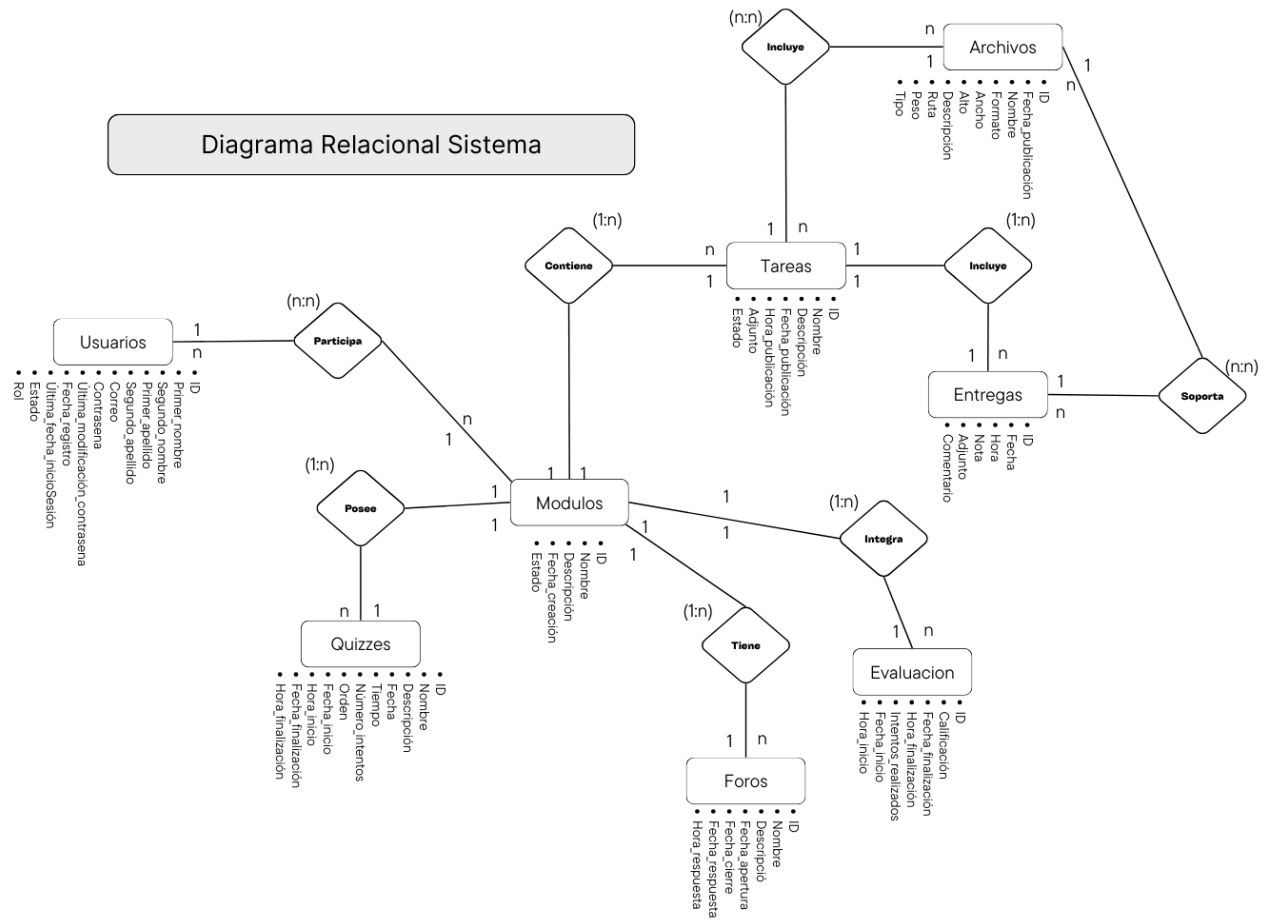 Diagrama Relacional Sistema
(n:n)
Incluye
n
1
Archivos
1
n
ID
Fecha_publicación
Nombre
Formato
Ancho
Alto
Descripción
Ruta
Peso
Tipo
(1:n)
Contiene
n
1
1
n
Tareas
1
1
(1:n)
Incluye
ID
Nombre
Descripción
Fecha_publicación
Hora_publicación
Adjunto
Estado
Usuarios
1
n
(n:n)
Participa
n
1
ID
Primer_nombre
Segundo_nombre
Primer_apellido
Segundo_apellido
Correo
Contrasena
Última_modificación_contrasena
Fecha_registro
Última_fecha_inicioSesión
Estado
Rol
1
n
Entregas
1
n
(n:n)
Soporta
ID
Fecha
Hora
Nota
Adjunto
Comentario
(1:n)
Posee
1
1
1
1
Modulos
1
1
1
1
(1:n)
Integra
ID
Nombre
Descripción
Fecha_creación
Estado
n
1
Quizzes
ID
Nombre
Descripción
Fecha
Tiempo
Número_intentos
Orden
Fecha_inicio
Hora_inicio
Fecha_finalización
Hora_finalización
(1:n)
Tiene
1
n
Evaluacion
ID
Calificación
Fecha_finalización
Hora_finalización
Intentos_realizados
Fecha_inicio
Hora_inicio
1
n
Foros
ID
Nombre
Descripció
Fecha_apertura
Fecha_cierre
Fecha_respuesta
Hora_respuesta